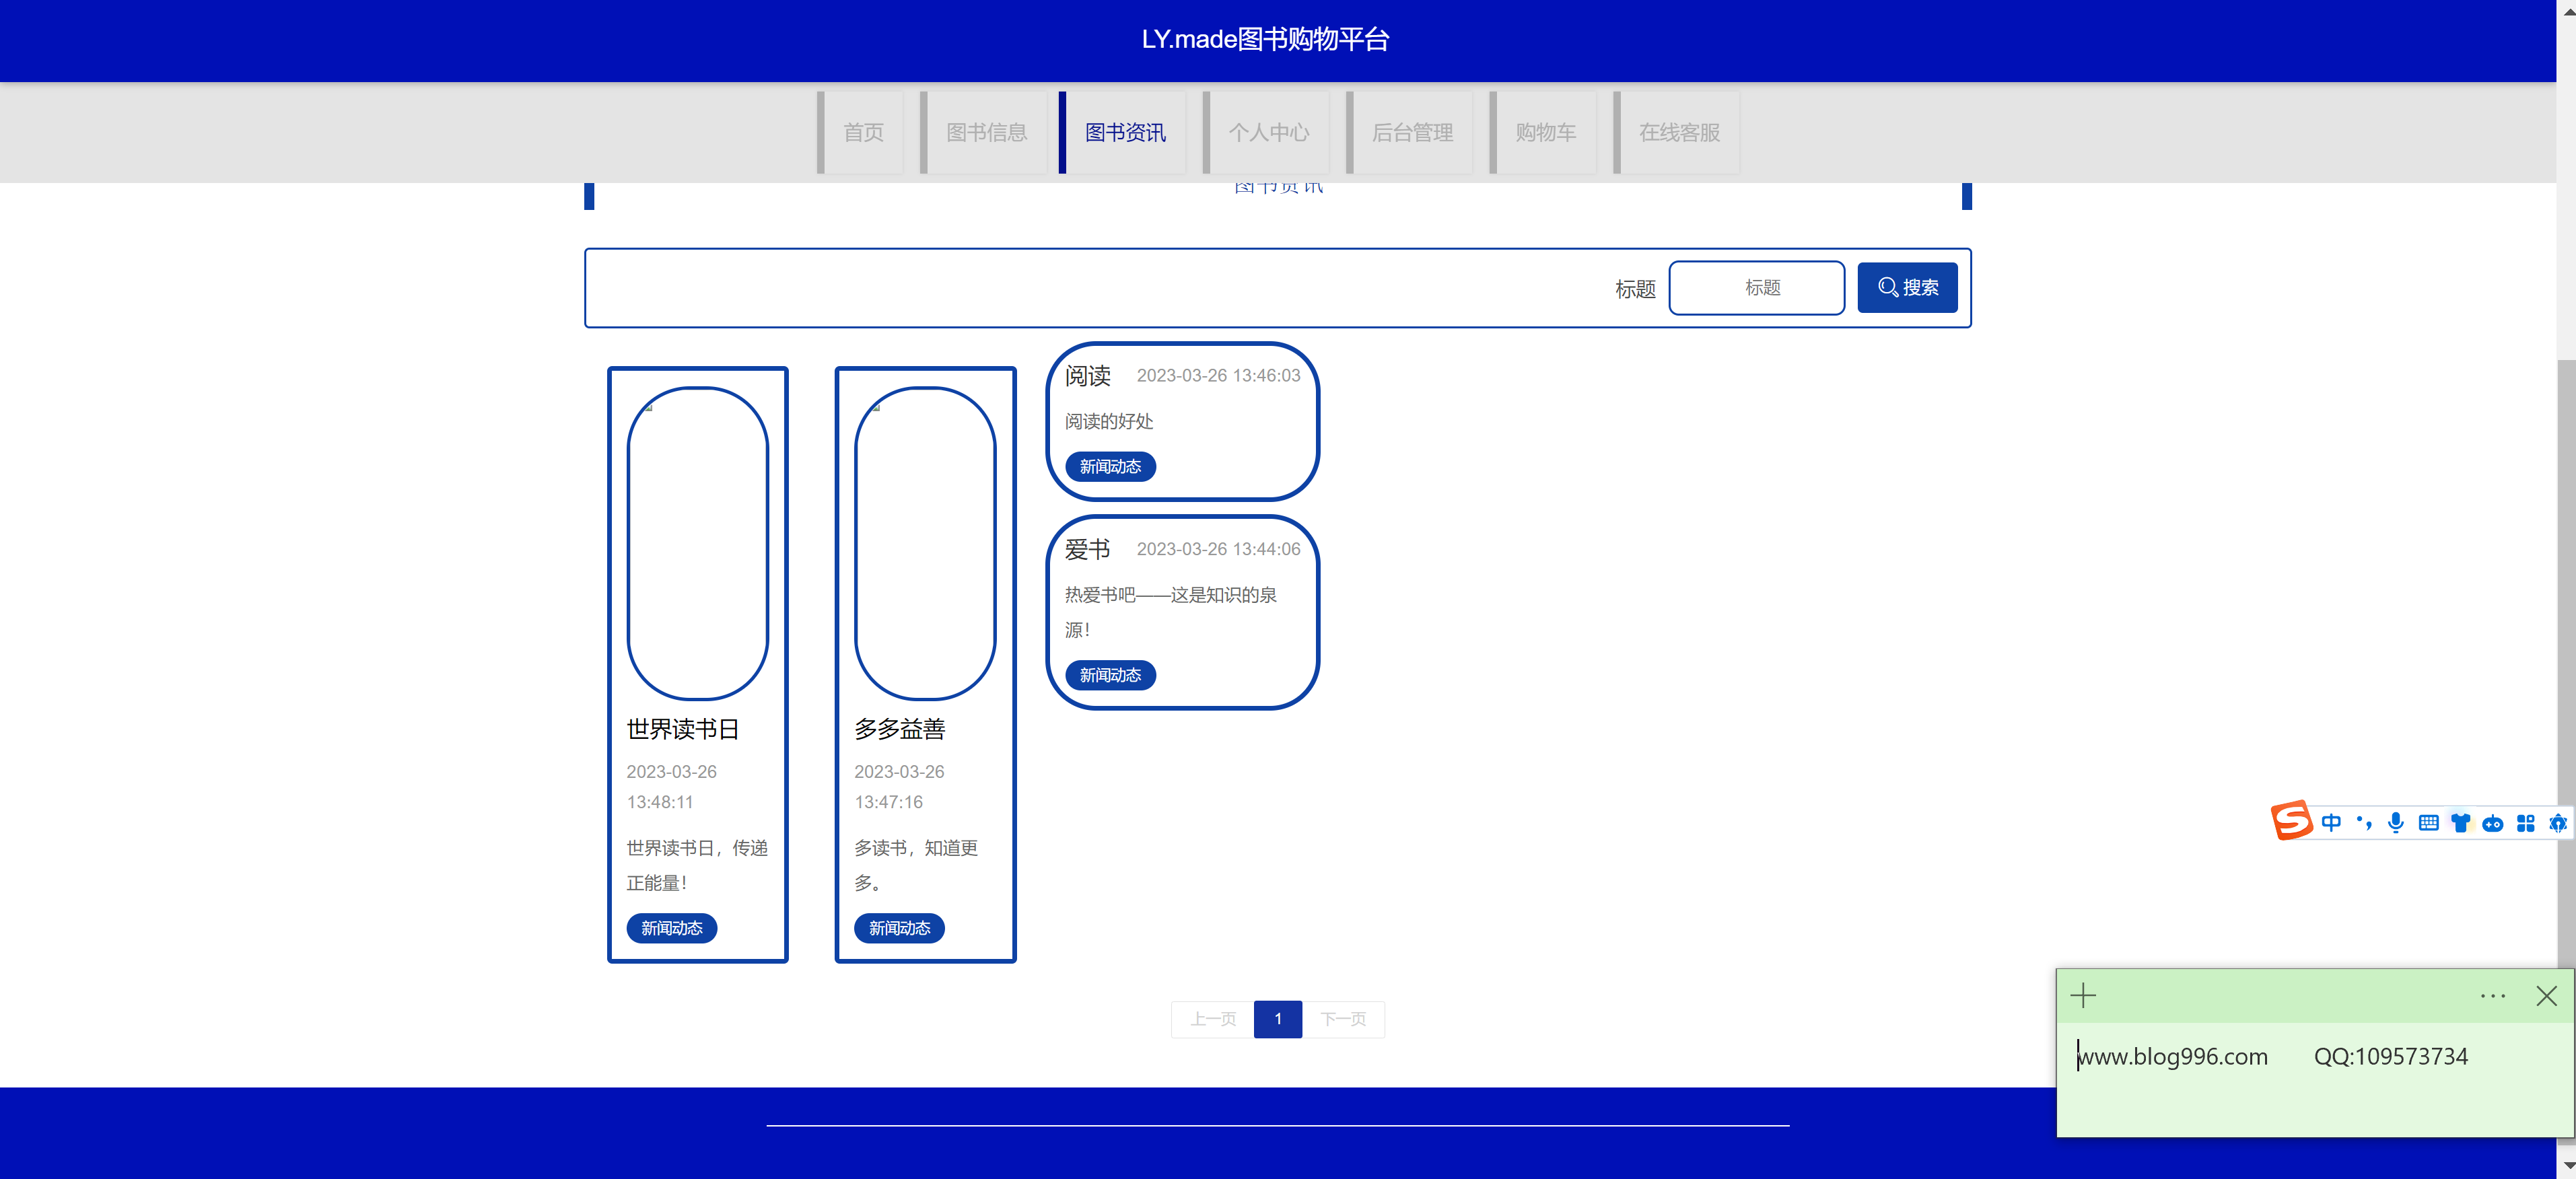 LY.made图书购物平台
首页
图书信息
图书资讯
个人中心
后台管理
购物车
在线客服
图书资讯
标题
标题
搜索
世界读书日
2023-03-26
13:48:11
世界读书日，传递
正能量！
新闻动态
多多益善
2023-03-26
13:47:16
多读书，知道更
多。
新闻动态
阅读
2023-03-26 13:46:03
阅读的好处
新闻动态
爱书
2023-03-26 13:44:06
热爱书吧——这是知识的泉
源！
新闻动态
上一页
1
下一页
中
www.blog996.com QQ:109573734